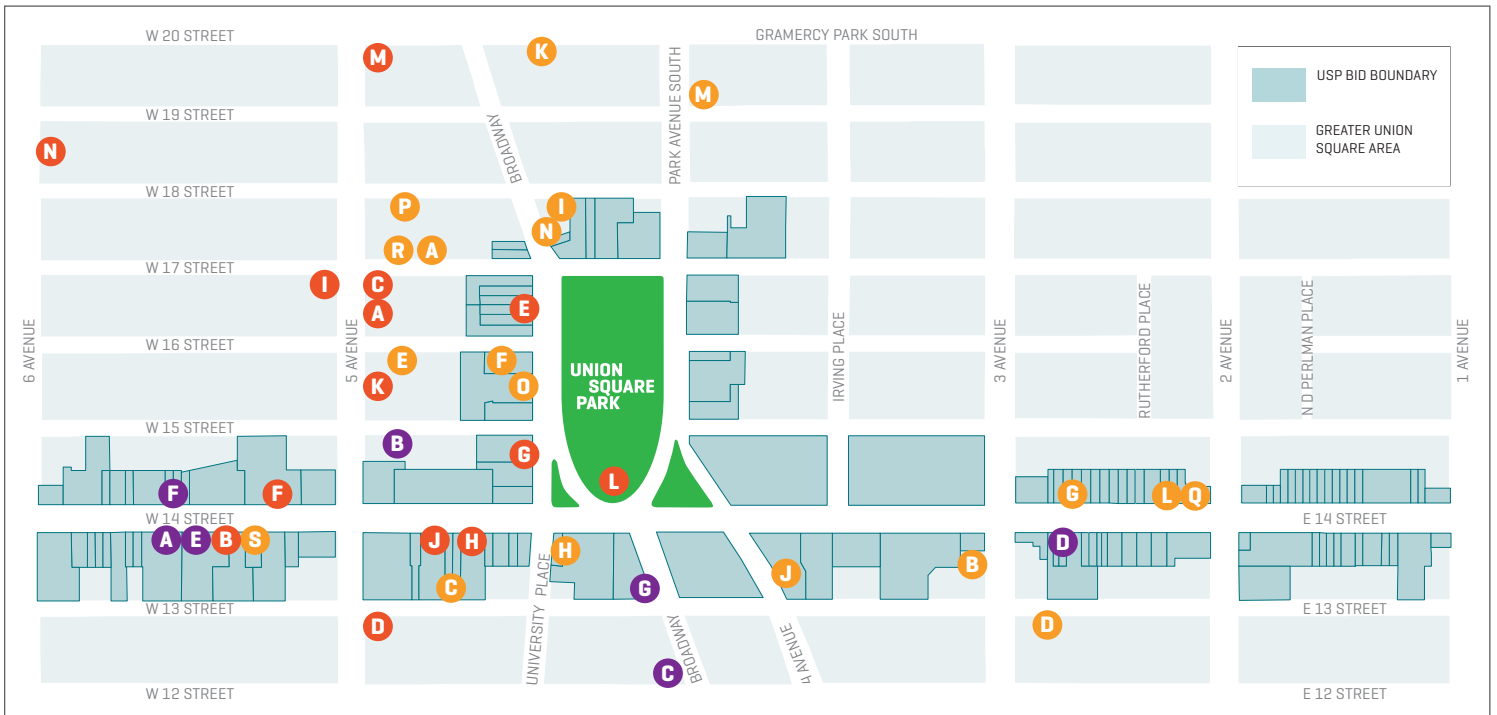 W 20 STREET
GRAMERCY PARK SOUTH
M
K
PARK AVENUE SOUTH
M
USP BID BOUNDARY
GREATER UNION
SQUARE AREA
W 19 STREET
N
BROADWAY
W 18 STREET
P
I
N
R
A
W 17 STREET
I
C
A
E
6 AVENUE
5 AVENUE
IRVING PLACE
3 AVENUE
RUTHERFORD PLACE
2 AVENUE
N D PERLMAN PLACE
1 AVENUE
W 16 STREET
E
F
K
O
UNION
SQUARE
PARK
W 15 STREET
B
G
L
F
F
G
L
Q
W 14 STREET
E 14 STREET
A
E
B
S
J
H
H
D
C
G
J
B
W 13 STREET
E 13 STREET
UNIVERSITY PLACE
D
D
BROADWAY
4 AVENUE
C
W 12 STREET
E 12 STREET